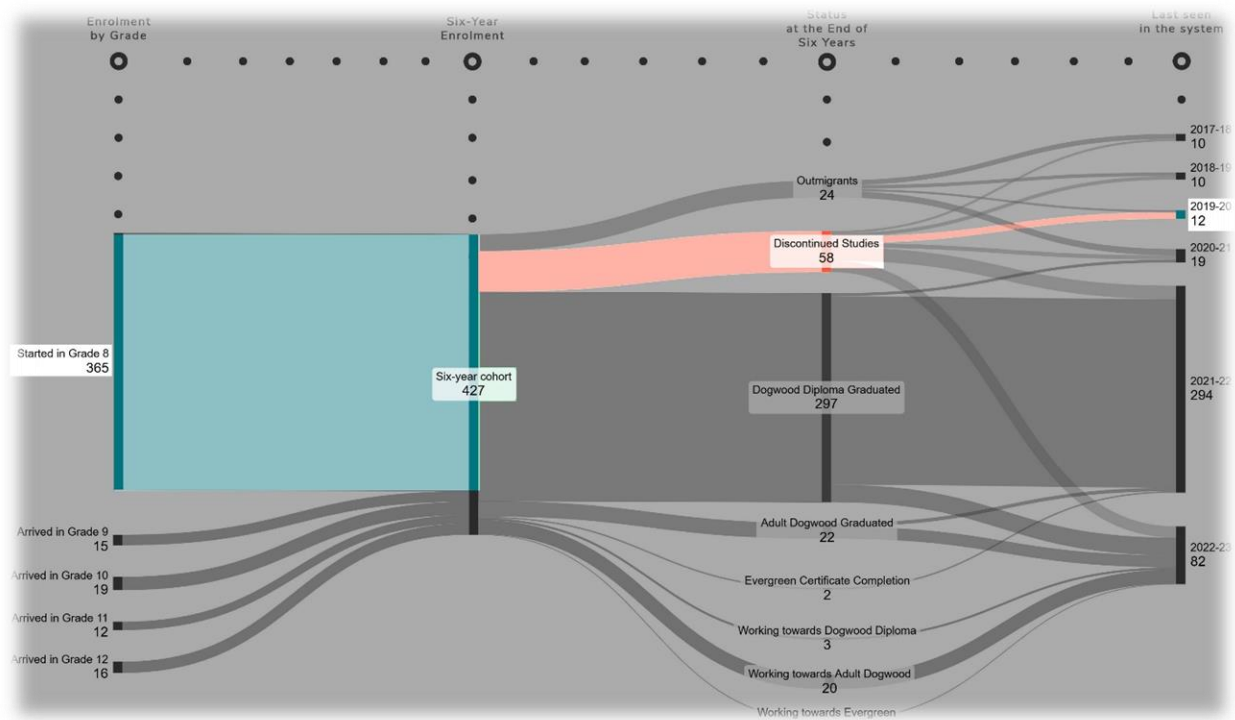 Enrolment
by Grade
Six-Year
Enrolment
Status
at the End of
Six Years
Last seen
in the system
2017-18
10
2018-19
10
2019-20
12
2020-21
19
2021-22
294
2022-23
82
Outmigrants
24
Discontinued Studies
58
Started in Grade 8
365
Six-year cohort
427
Dogwood Diploma Graduated
297
Arrived in Grade 9
15
Arrived in Grade 10
19
Arrived in Grade 11
12
Arrived in Grade 12
16
Adult Dogwood Graduated
22
Evergreen Certificate Completion
2
Working towards Dogwood Diploma
3
Working towards Adult Dogwood
20
Working towards Evergreen